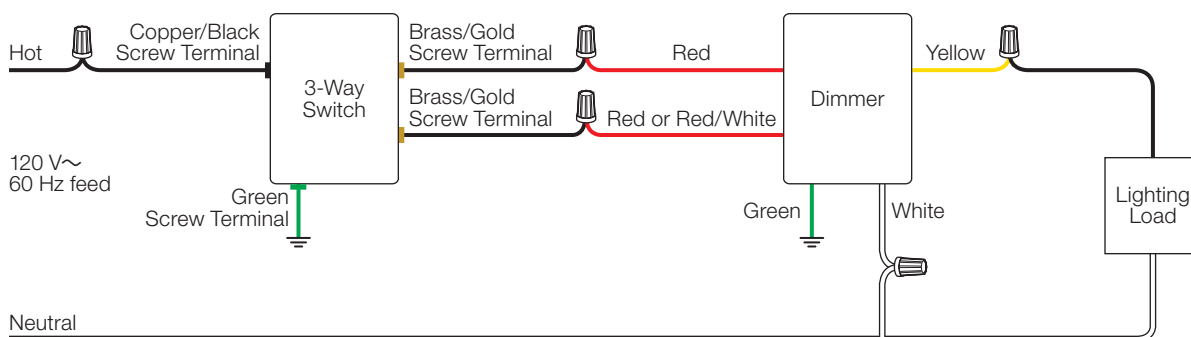 Hot
Copper/Black
Screw Terminal
3-Way
Switch
Brass/Gold
Screw Terminal
Red
Dimmer
Yellow
Brass/Gold
Screw Terminal
Red or Red/White
120 V~
60 Hz feed
Green
Screw Terminal
Green
White
Lighting
Load
Neutral